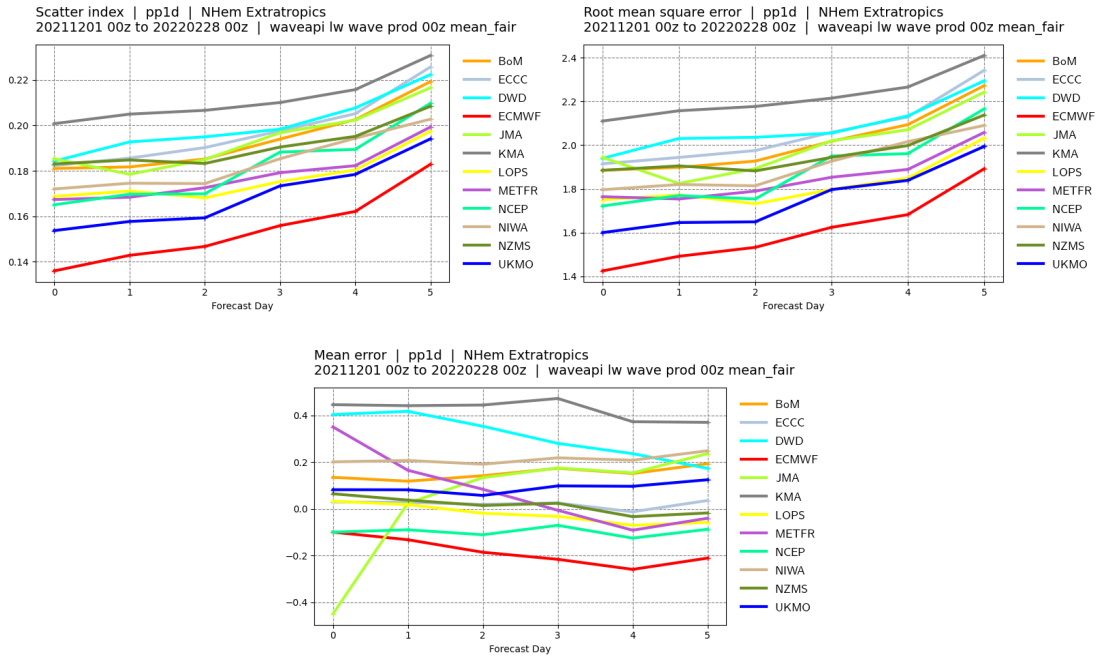 Scatter index | pp1d | NHem Extratropics
20211201 00z to 20220228 00z | waveapi lw wave prod 00z mean_fair
0.22
0.20
0.18
0.16
0.14
0 1 2 3 4 5
Forecast Day
BoM
ECCC
DWD
ECMWF
JMA
KMA
LOPS
METFR
NCEP
NIWA
NZMS
UKMO
Root mean square error | pp1d | NHem Extratropics
20211201 00z to 20220228 00z | waveapi lw wave prod 00z mean_fair
2.4
2.2
2.0
1.8
1.6
1.4
0 1 2 3 4 5
Forecast Day
BoM
ECCC
DWD
ECMWF
JMA
KMA
LOPS
METFR
NCEP
NIWA
NZMS
UKMO
Mean error | pp1d | NHem Extratropics
20211201 00z to 20220228 00z | waveapi lw wave prod 00z mean_fair
0.4
0.2
0.0
−0.2
−0.4
0 1 2 3 4 5
Forecast Day
BoM
ECCC
DWD
ECMWF
JMA
KMA
LOPS
METFR
NCEP
NIWA
NZMS
UKMO